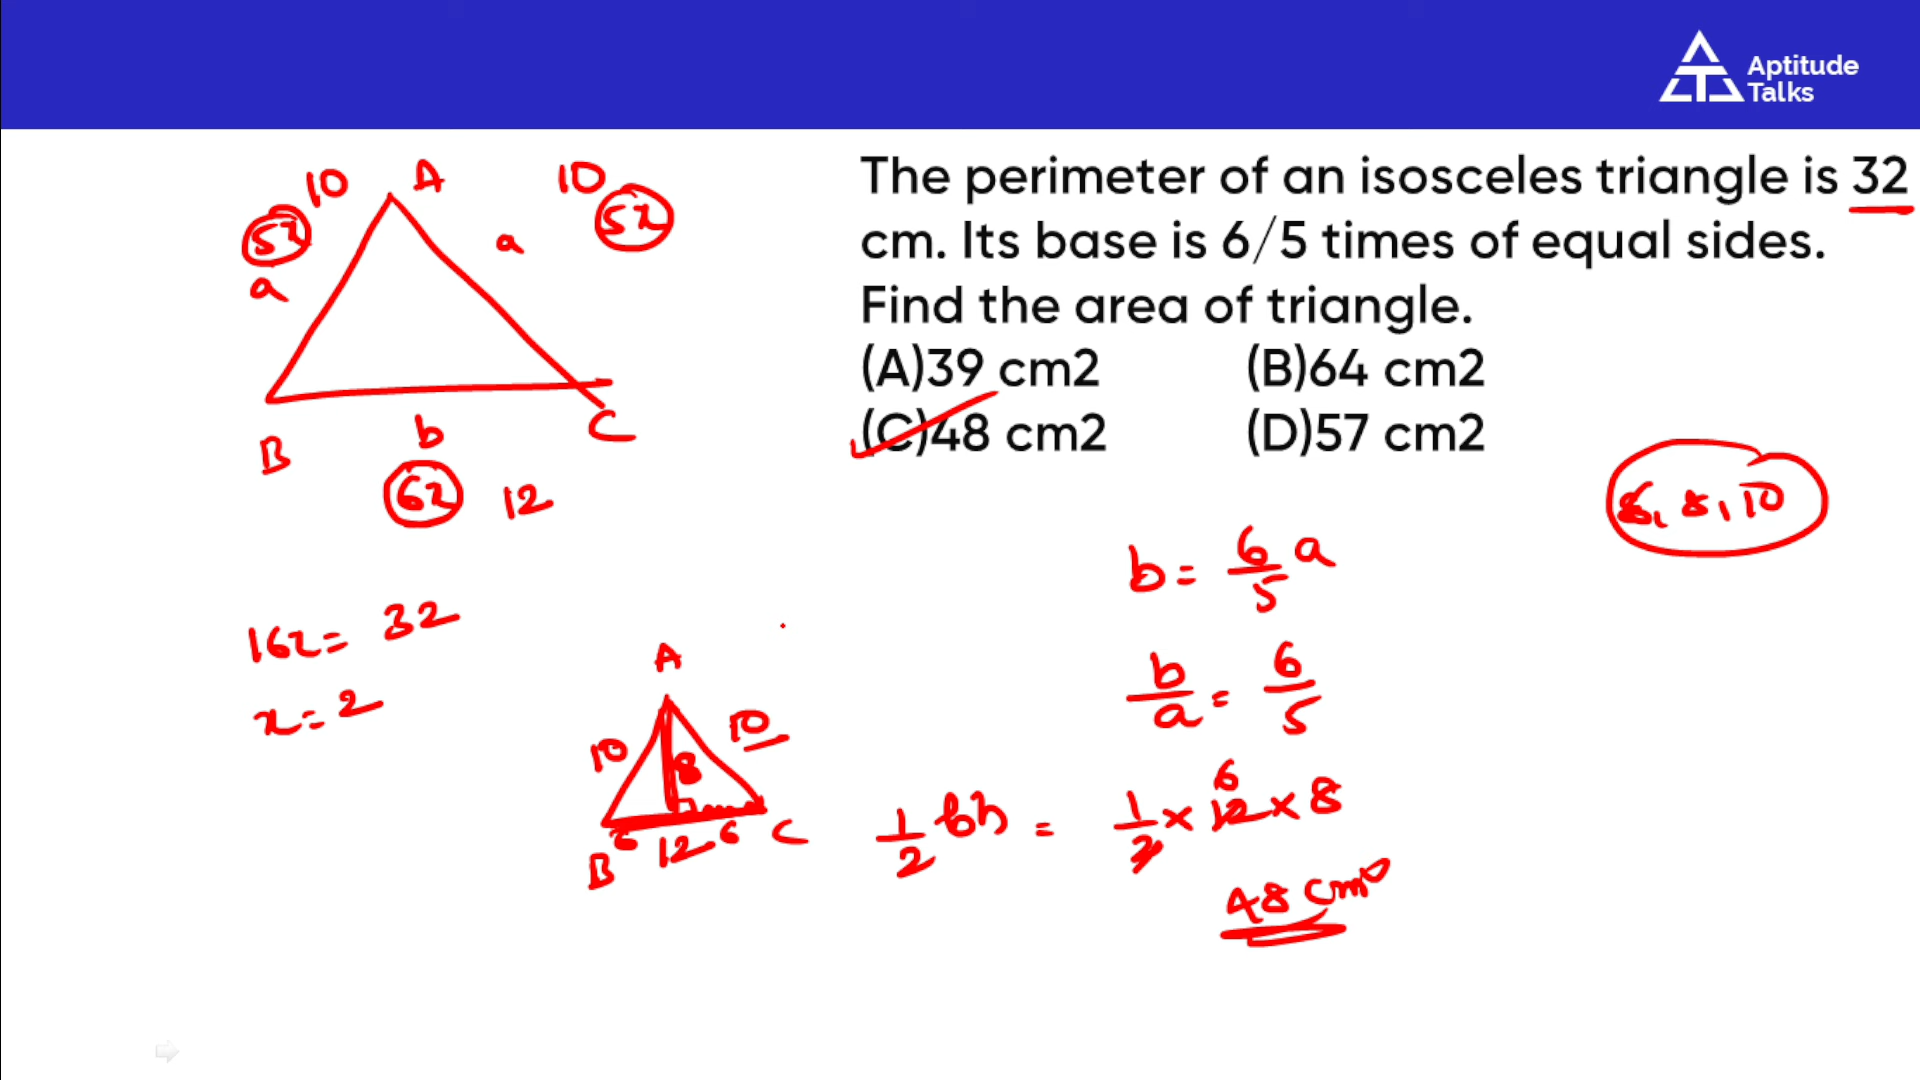 Aptitude
Talks
The perimeter of an isosceles triangle is 32
cm. Its base is 6/5 times of equal sides.
Find the area of triangle.
(A)39 cm2 (B)64 cm2
(C)48 cm2 (D)57 cm2
10 A 10
5x 5x
a a
B b C
6x 12
6, 8, 10
b = 6/5 a
16x = 32
x = 2
b/a = 6/5
A
10 10
8
B 6 12 6 C
1/2 bh = 1/2 x 12 x 8
6
48 cm²